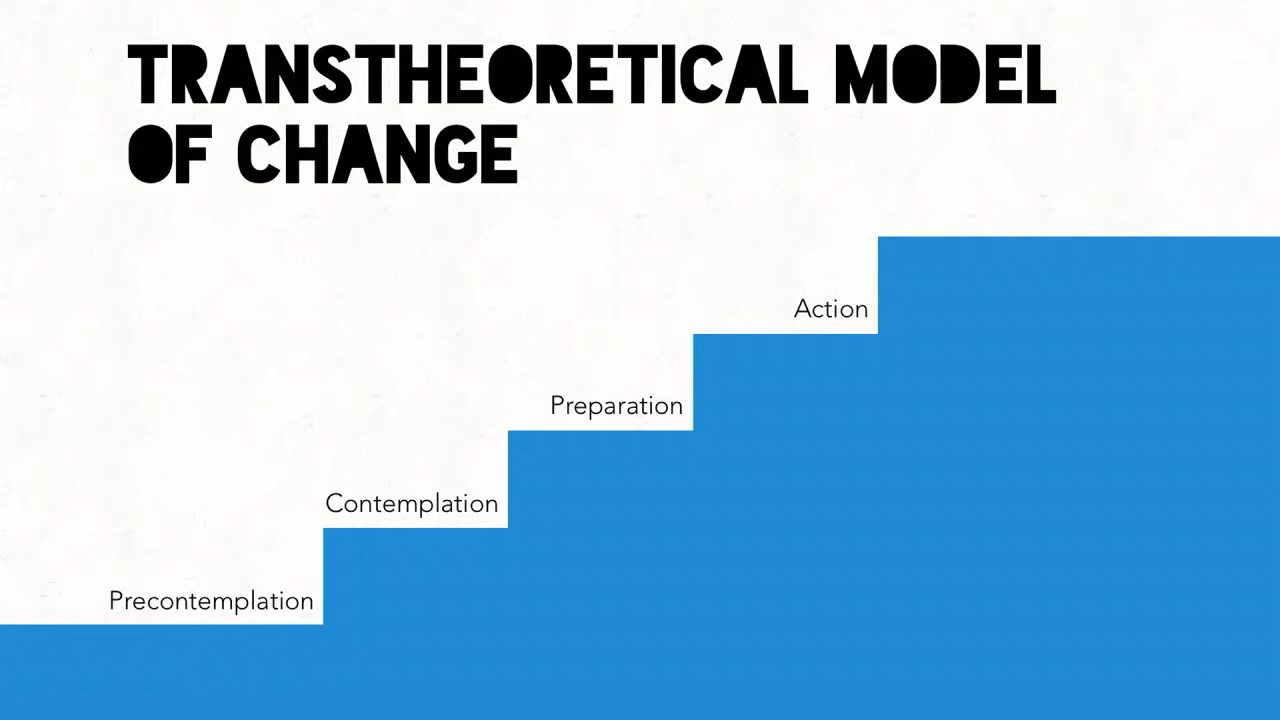 TRANSTHEORETICAL MODEL
OF CHANGE
Action
Preparation
Contemplation
Precontemplation